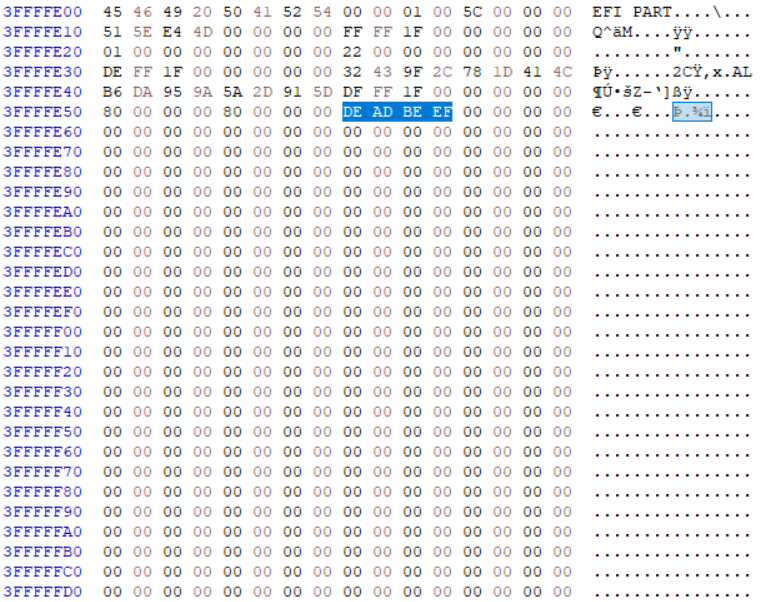 3FFFFE00 45 46 49 20 50 41 52 54 00 00 01 00 5C 00 00 00 EFI PART....\...
3FFFFE10 51 5E E4 4D 00 00 00 00 FF FF 1F 00 00 00 00 00 Q^äM....ÿÿ......
3FFFFE20 01 00 00 00 00 00 00 00 22 00 00 00 00 00 00 00 ........".......
3FFFFE30 DE FF 1F 00 00 00 00 00 32 43 9F 2C 78 1D 41 4C Þÿ......2CŸ,x.AL
3FFFFE40 B6 DA 95 9A 5A 2D 91 5D DF FF 1F 00 00 00 00 00 ¶Ú•šZ-‘]ßÿ......
3FFFFE50 80 00 00 00 80 00 00 00 DE AD BE EF 00 00 00 00 €...€...Þ.¾ï....
3FFFFE60 00 00 00 00 00 00 00 00 00 00 00 00 00 00 00 00 ................
3FFFFE70 00 00 00 00 00 00 00 00 00 00 00 00 00 00 00 00 ................
3FFFFE80 00 00 00 00 00 00 00 00 00 00 00 00 00 00 00 00 ................
3FFFFE90 00 00 00 00 00 00 00 00 00 00 00 00 00 00 00 00 ................
3FFFFEA0 00 00 00 00 00 00 00 00 00 00 00 00 00 00 00 00 ................
3FFFFEB0 00 00 00 00 00 00 00 00 00 00 00 00 00 00 00 00 ................
3FFFFEC0 00 00 00 00 00 00 00 00 00 00 00 00 00 00 00 00 ................
3FFFFED0 00 00 00 00 00 00 00 00 00 00 00 00 00 00 00 00 ................
3FFFFEE0 00 00 00 00 00 00 00 00 00 00 00 00 00 00 00 00 ................
3FFFFEF0 00 00 00 00 00 00 00 00 00 00 00 00 00 00 00 00 ................
3FFFFF00 00 00 00 00 00 00 00 00 00 00 00 00 00 00 00 00 ................
3FFFFF10 00 00 00 00 00 00 00 00 00 00 00 00 00 00 00 00 ................
3FFFFF20 00 00 00 00 00 00 00 00 00 00 00 00 00 00 00 00 ................
3FFFFF30 00 00 00 00 00 00 00 00 00 00 00 00 00 00 00 00 ................
3FFFFF40 00 00 00 00 00 00 00 00 00 00 00 00 00 00 00 00 ................
3FFFFF50 00 00 00 00 00 00 00 00 00 00 00 00 00 00 00 00 ................
3FFFFF60 00 00 00 00 00 00 00 00 00 00 00 00 00 00 00 00 ................
3FFFFF70 00 00 00 00 00 00 00 00 00 00 00 00 00 00 00 00 ................
3FFFFF80 00 00 00 00 00 00 00 00 00 00 00 00 00 00 00 00 ................
3FFFFF90 00 00 00 00 00 00 00 00 00 00 00 00 00 00 00 00 ................
3FFFFFA0 00 00 00 00 00 00 00 00 00 00 00 00 00 00 00 00 ................
3FFFFFB0 00 00 00 00 00 00 00 00 00 00 00 00 00 00 00 00 ................
3FFFFFC0 00 00 00 00 00 00 00 00 00 00 00 00 00 00 00 00 ................
3FFFFFD0 00 00 00 00 00 00 00 00 00 00 00 00 00 00 00 00 ................